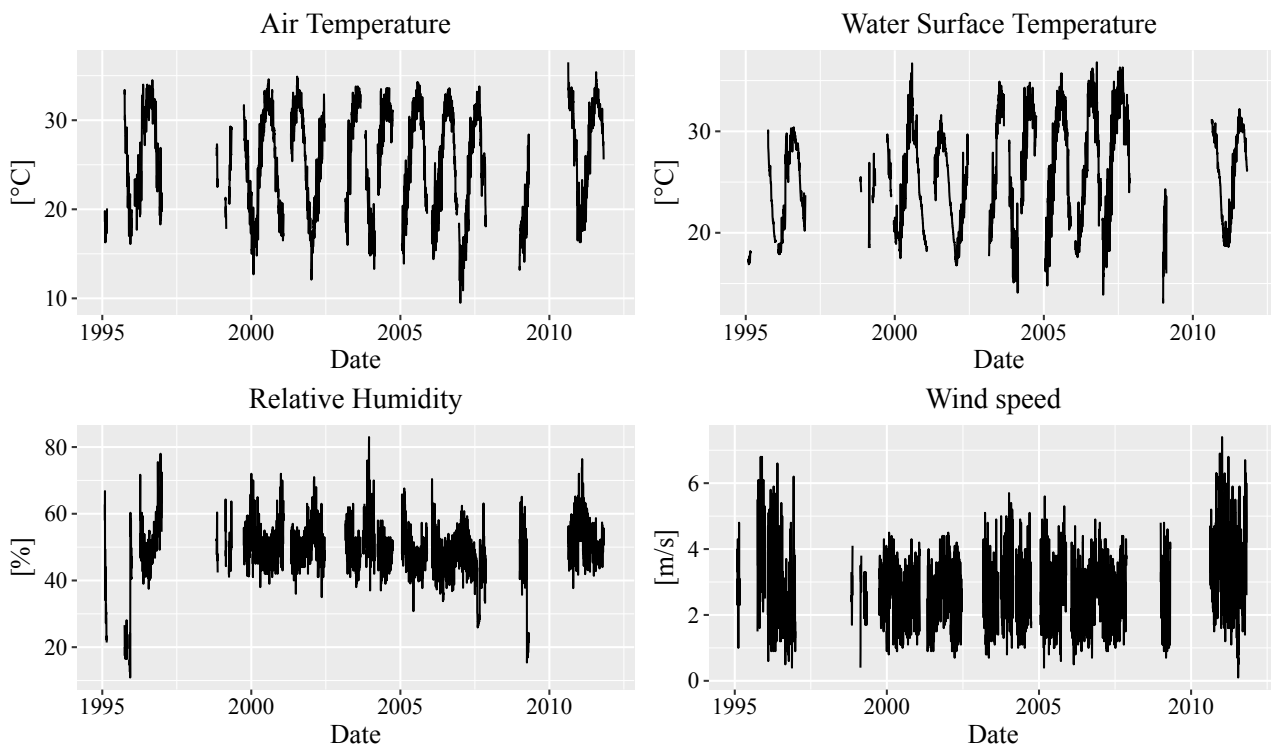 Air Temperature
[°C]
30
20
10
1995 2000 2005 2010
Date
Water Surface Temperature
[°C]
30
20
1995 2000 2005 2010
Date
Relative Humidity
[%]
80
60
40
20
1995 2000 2005 2010
Date
Wind speed
[m/s]
6
4
2
0
1995 2000 2005 2010
Date